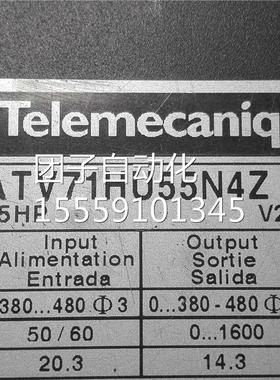 Telemecaniq
ATV71HU55N4Z
5HP V2
团子自动化
15559101345
Input Output
Alimentation Sortie
Entrada Salida
380...480 Φ 3 0...380-480
50/60 0...1600
20.3 14.3